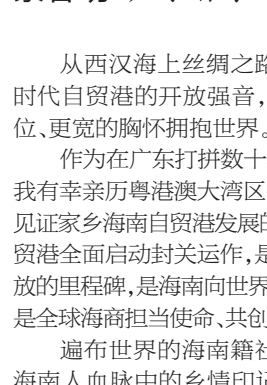 从西汉海上丝绸之路
时代自贸港的开放强音，
位、更宽的胸怀拥抱世界。
作为在广东打拼数十
我有幸亲历粤港澳大湾区
见证家乡海南自贸港发展的
贸港全面启动封关运作，是
放的里程碑，是海南向世界
是全球海商担当使命、共创
遍布世界的海南籍社
海南人血脉中的乡情印记